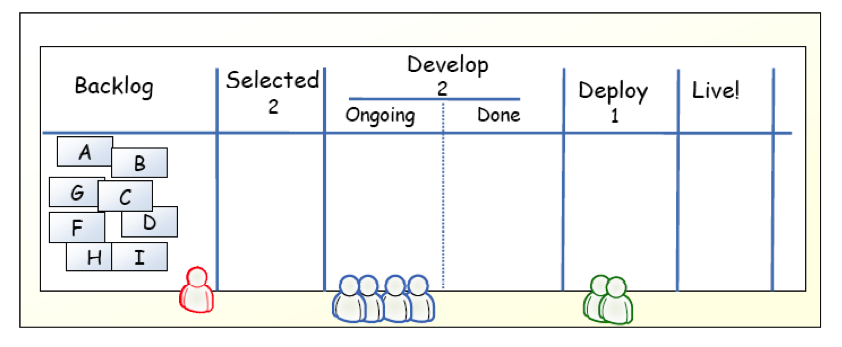 Backlog
Selected
2
Develop
2
Ongoing
Done
Deploy
1
Live!
A
B
G
C
F
D
H
I